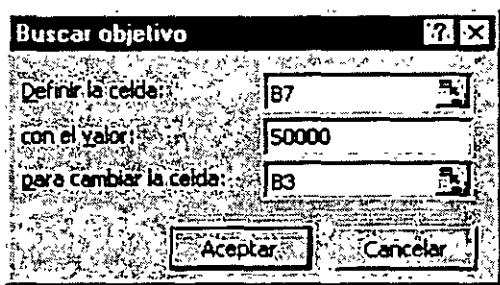 Buscar objetivo ? ×
Definir la celda: B7
con el valor: 50000
para cambiar la celda: B3
Aceptar Cancelar